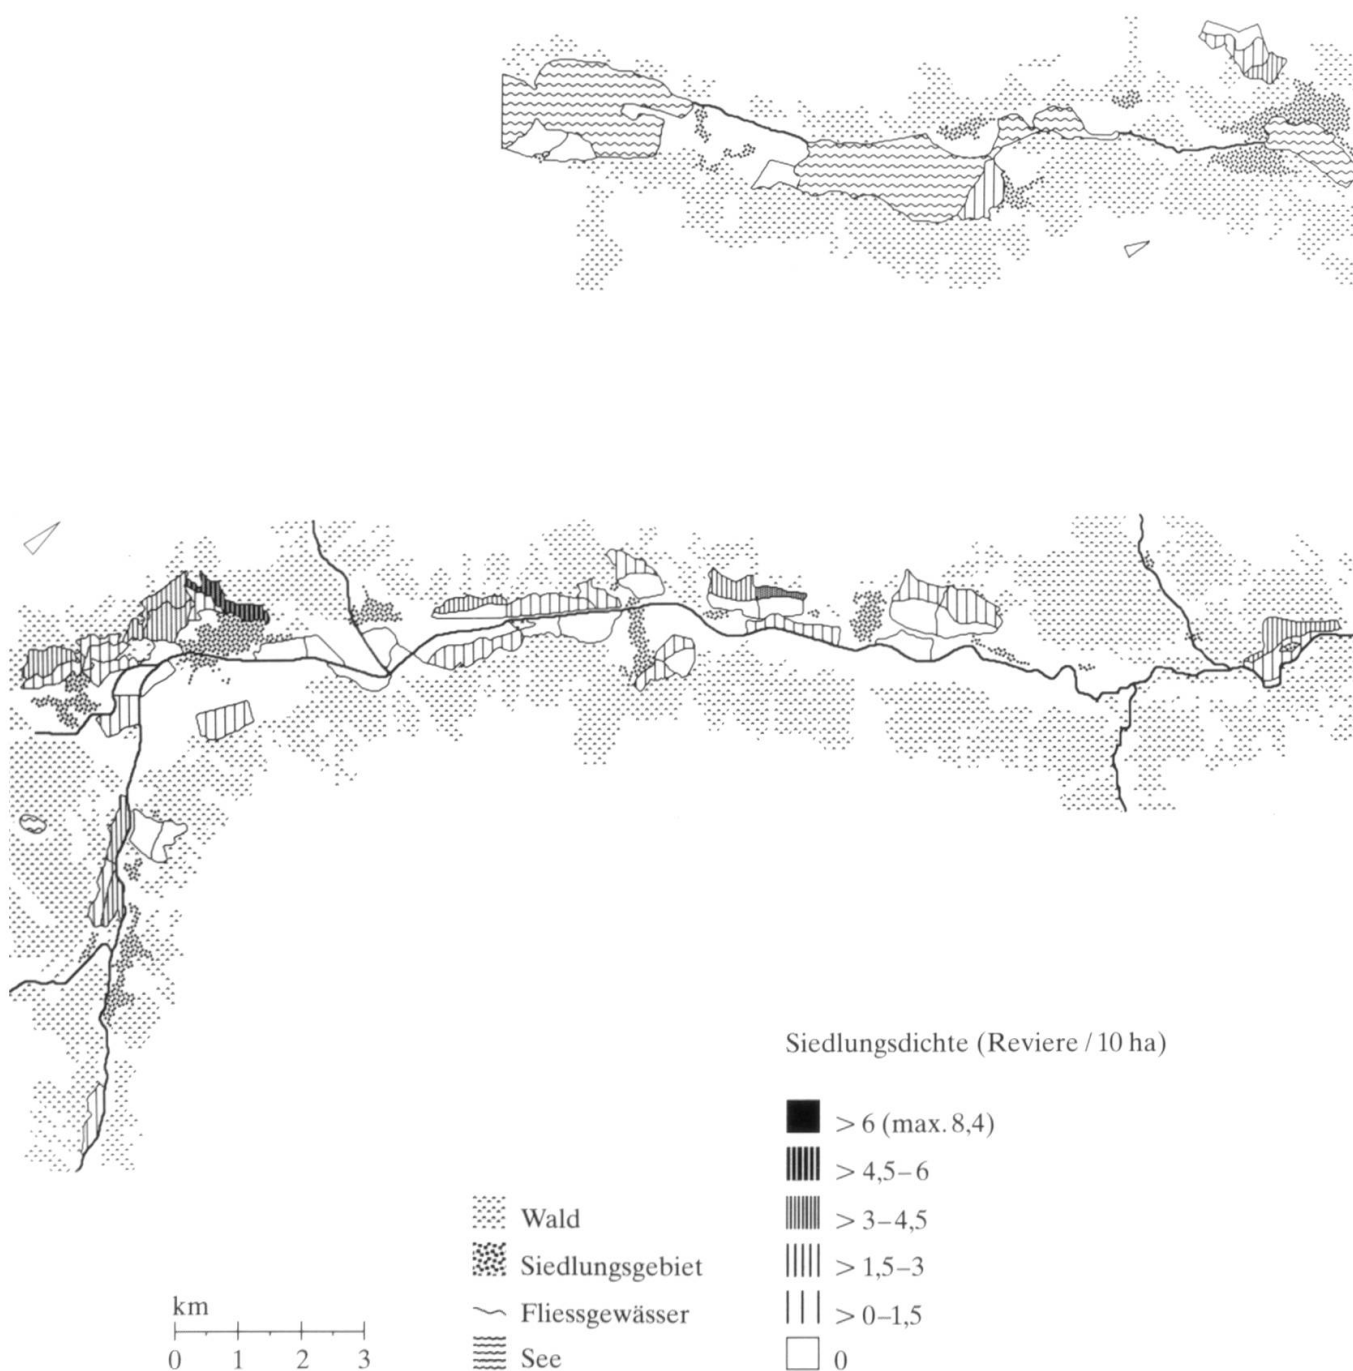 Siedlungsdichte (Reviere / 10 ha)
> 6 (max. 8,4)
> 4,5–6
> 3–4,5
> 1,5–3
> 0–1,5
0
Wald
Siedlungsgebiet
Fliessgewässer
See
km
0 1 2 3